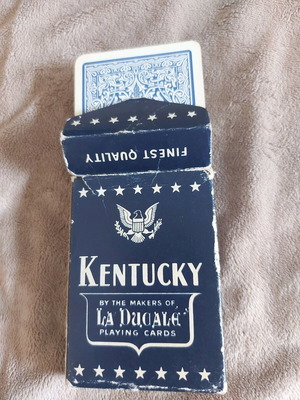 FINEST QUALITY
KENTUCKY
BY THE MAKERS OF
LA DUCALE
PLAYING CARDS